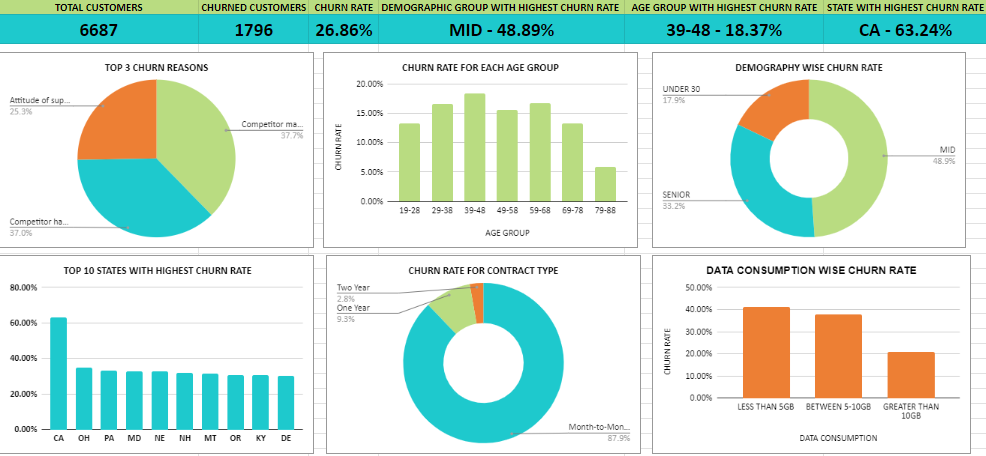 TOTAL CUSTOMERS CHURNED CUSTOMERS CHURN RATE DEMOGRAPHIC GROUP WITH HIGHEST CHURN RATE AGE GROUP WITH HIGHEST CHURN RATE STATE WITH HIGHEST CHURN RATE
6687 1796 26.86% MID - 48.89% 39-48 - 18.37% CA - 63.24%
TOP 3 CHURN REASONS
Attitude of sup...
25.3%
Competitor ma...
37.7%
Competitor ha...
37.0%
CHURN RATE FOR EACH AGE GROUP
CHURN RATE
20.00%
15.00%
10.00%
5.00%
0.00%
19-28 29-38 39-48 49-58 59-68 69-78 79-88
AGE GROUP
DEMOGRAPHY WISE CHURN RATE
UNDER 30
17.9%
MID
48.9%
SENIOR
33.2%
TOP 10 STATES WITH HIGHEST CHURN RATE
80.00%
60.00%
40.00%
20.00%
0.00%
CA OH PA MD NE NH MT OR KY DE
CHURN RATE FOR CONTRACT TYPE
Two Year
2.8%
One Year
9.3%
Month-to-Mon...
87.9%
DATA CONSUMPTION WISE CHURN RATE
CHURN RATE
50.00%
40.00%
30.00%
20.00%
10.00%
0.00%
LESS THAN 5GB BETWEEN 5-10GB GREATER THAN
10GB
DATA CONSUMPTION